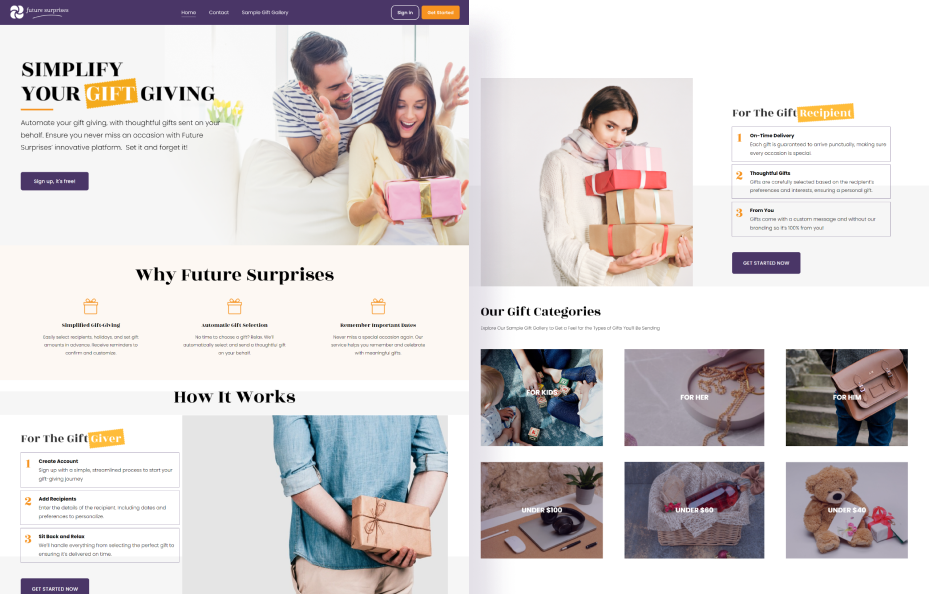 future surprises
Home Contact Sample Gift Gallery
Sign in Get Started
SIMPLIFY
YOUR GIFT GIVING
Automate your gift giving, with thoughtful gifts sent on your
behalf. Ensure you never miss an occasion with Future
Surprises' innovative platform. Set it and forget it!
Sign up, it's free!
Why Future Surprises
Simplified Gift-Giving
Easily select recipients, holidays, and set gift
amounts in advance. Receive reminders to
confirm and customize.
Automatic Gift Selection
No time to choose a gift? Relax. We'll
automatically select and send a thoughtful gift
on your behalf.
Remember Important Dates
Never miss a special occasion again. Our
service helps you remember and celebrate
with meaningful gifts.
How It Works
For The Gift Giver
1 Create Account
Sign up with a simple, streamlined process to start your
gift-giving journey
2 Add Recipients
Enter the details of the recipient, including dates and
preferences to personalize.
3 Sit Back and Relax
We'll handle everything from selecting the perfect gift to
ensuring it's delivered on time.
GET STARTED NOW
For The Gift Recipient
1 On-Time Delivery
Each gift is guaranteed to arrive punctually, making sure
every occasion is special.
2 Thoughtful Gifts
Gifts are carefully selected based on the recipient's
preferences and interests, ensuring a personal gift.
3 From You
Gifts come with a custom message and without our
branding so it's 100% from you!
GET STARTED NOW
Our Gift Categories
Explore Our Sample Gift Gallery to Get a Feel for the Types of Gifts You'll Be Sending
FOR KIDS
FOR HER
FOR HIM
UNDER $100
UNDER $60
UNDER $40